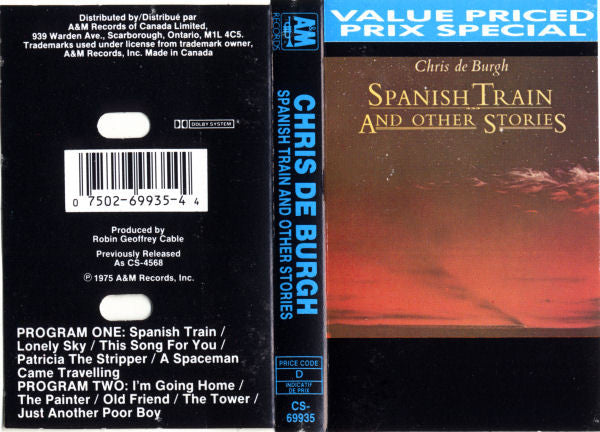 Distributed by/Distribué par
A&M Records of Canada Limited,
939 Warden Ave., Scarborough, Ontario, M1L 4C5.
Trademarks used under license from trademark owner,
A&M Records, Inc. Made in Canada
DOLBY SYSTEM
0 7502-69935-4 4
Produced by
Robin Geoffrey Cable
Previously Released
As CS-4568
℗ 1975 A&M Records, Inc.
PROGRAM ONE: Spanish Train /
Lonely Sky / This Song For You /
Patricia The Stripper / A Spaceman
Came Travelling
PROGRAM TWO: I'm Going Home /
The Painter / Old Friend / The Tower /
Just Another Poor Boy
A&M
RECORDS
CHRIS DE BURGH
SPANISH TRAIN AND OTHER STORIES
PRICE CODE
D
INDICATIF
DE PRIX
CS-
69935
VALUE PRICED
PRIX SPECIAL
Chris de Burgh
SPANISH TRAIN
AND OTHER STORIES